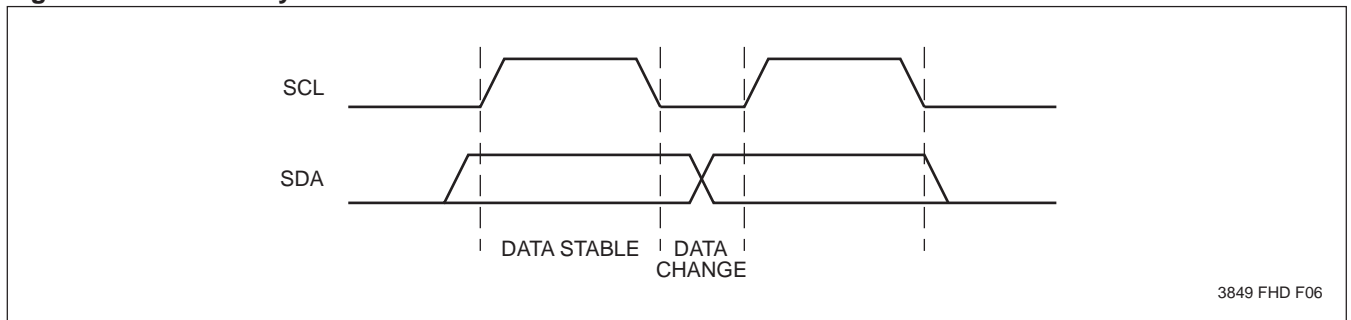 SCL
SDA
DATA STABLE
DATA
CHANGE
3849 FHD F06